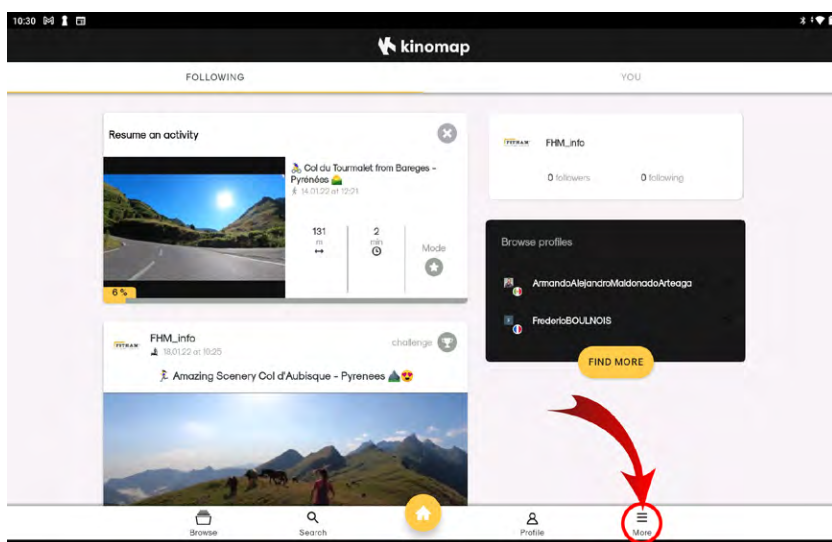 10:30
kinomap
FOLLOWING
YOU
Resume an activity
Col du Tourmalet from Bareges -
Pyrénées
14.01.22 at 12:21
131
m
2
min
Mode
6 %
FITHAM
FHM_info
0 followers
0 following
Browse profiles
ArmandoAlejandroMaldonadoArteaga
FredericBOULNOIS
FIND MORE
FITHAM
FHM_info
18.01.22 at 10:25
challenge
Amazing Scenery Col d'Aubisque - Pyrenees
Browse
Search
Profile
More